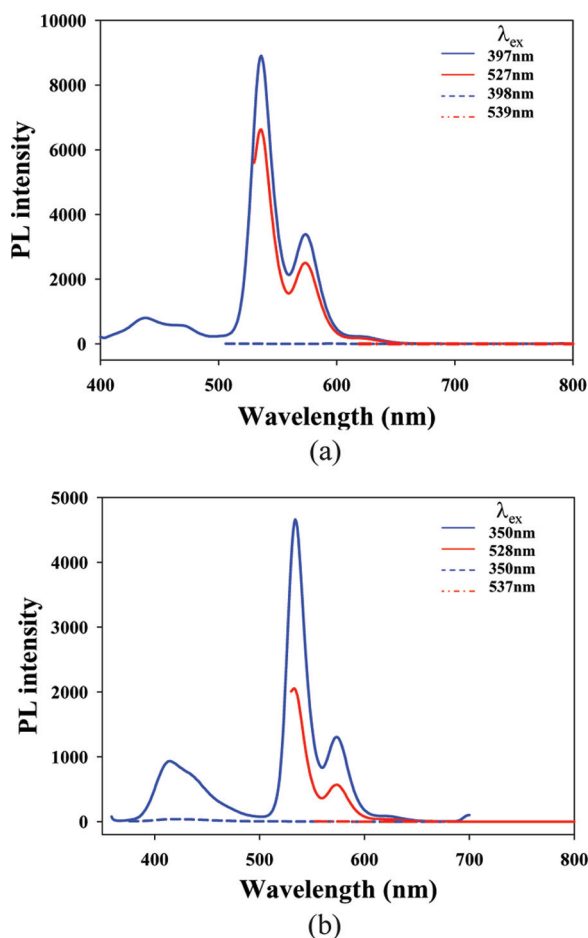 10000
8000
6000
4000
2000
0
PL intensity
λex
397nm
527nm
398nm
539nm
400 500 600 700 800
Wavelength (nm)
(a)
5000
4000
3000
2000
1000
0
PL intensity
λex
350nm
528nm
350nm
537nm
400 500 600 700 800
Wavelength (nm)
(b)